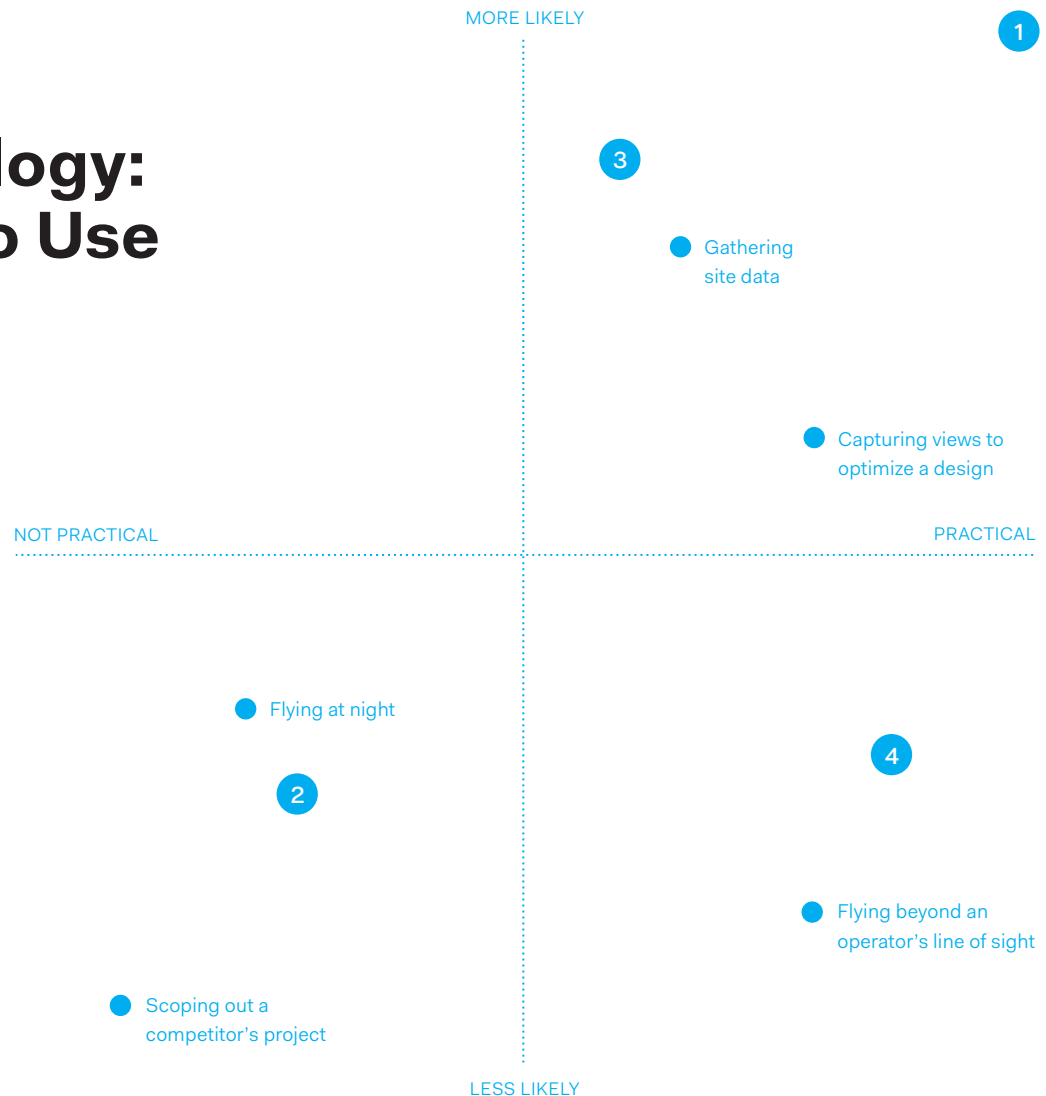 MORE LIKELY
1
logy:
o Use
3
Gathering
site data
Capturing views to
optimize a design
NOT PRACTICAL
PRACTICAL
Flying at night
2
4
Flying beyond an
operator’s line of sight
Scoping out a
competitor’s project
LESS LIKELY